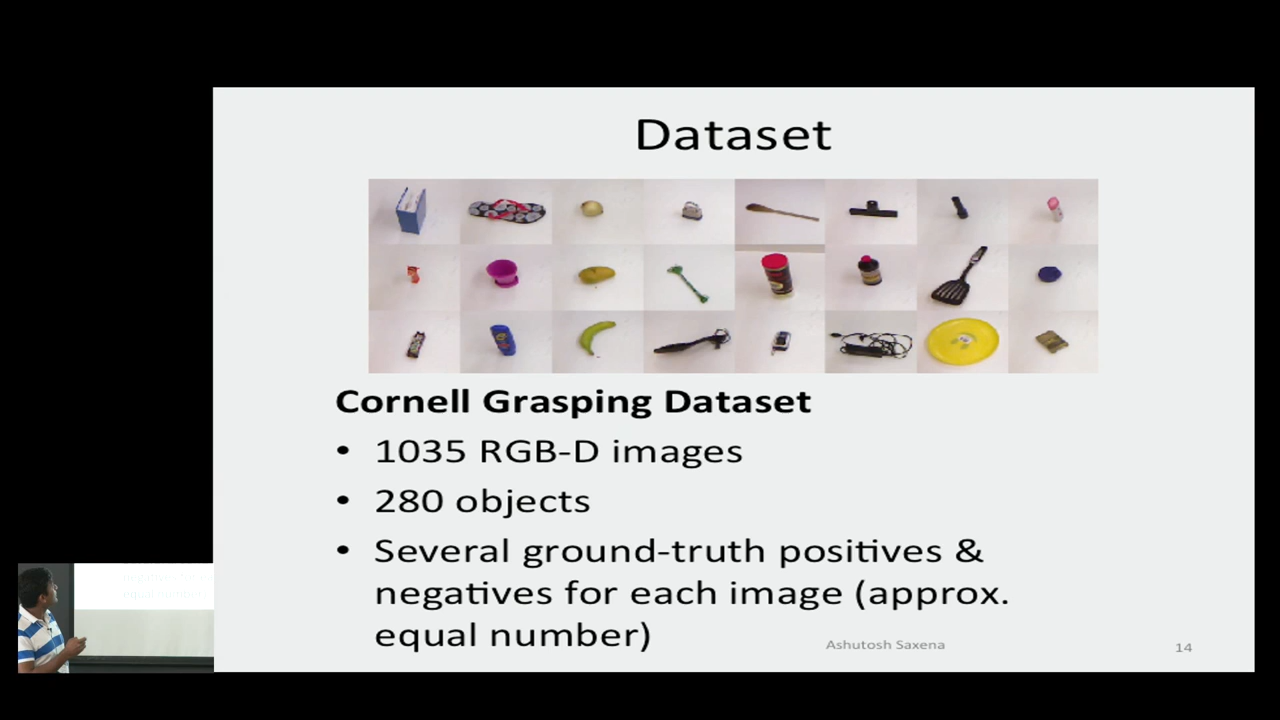 Dataset
Cornell Grasping Dataset
• 1035 RGB-D images
• 280 objects
• Several ground-truth positives &
negatives for each image (approx.
equal number)
Ashutosh Saxena
14